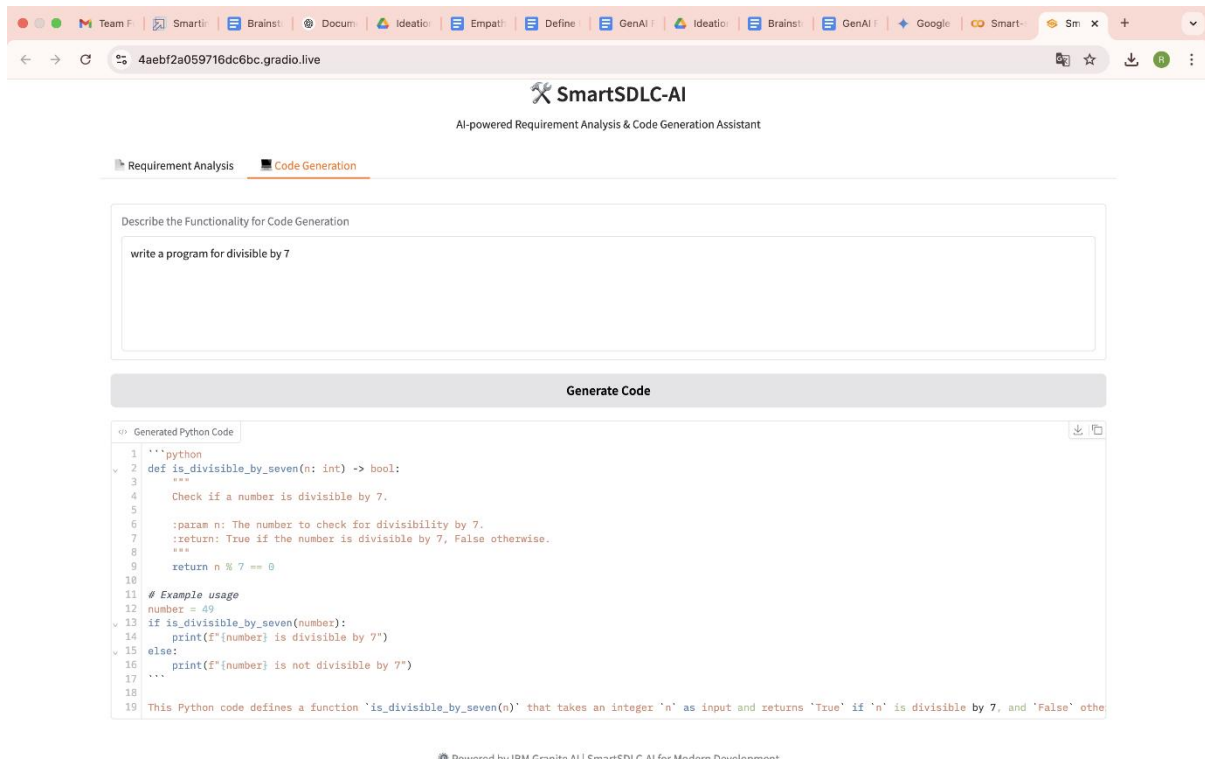 Team F
Smartin
Brainst
Docum
Ideation
Empath
Define
GenAI F
Ideation
Brainst
GenAI F
Google
Smart-
Sm
4aebf2a059716dc6bc.gradio.live
R
SmartSDLC-AI
AI-powered Requirement Analysis & Code Generation Assistant
Requirement Analysis Code Generation
Describe the Functionality for Code Generation
write a program for divisible by 7
Generate Code
Generated Python Code
1 ```python
2 def is_divisible_by_seven(n: int) -> bool:
3 """
4 Check if a number is divisible by 7.
5
6 :param n: The number to check for divisibility by 7.
7 :return: True if the number is divisible by 7, False otherwise.
8 """
9 return n % 7 == 0
10
11 # Example usage
12 number = 49
13 if is_divisible_by_seven(number):
14 print(f"{number} is divisible by 7")
15 else:
16 print(f"{number} is not divisible by 7")
17 ```
18
19 This Python code defines a function `is_divisible_by_seven(n)` that takes an integer `n` as input and returns `True` if `n` is divisible by 7, and `False` othe
Powered by IBM Granite AI | SmartSDLC-AI for Modern Development